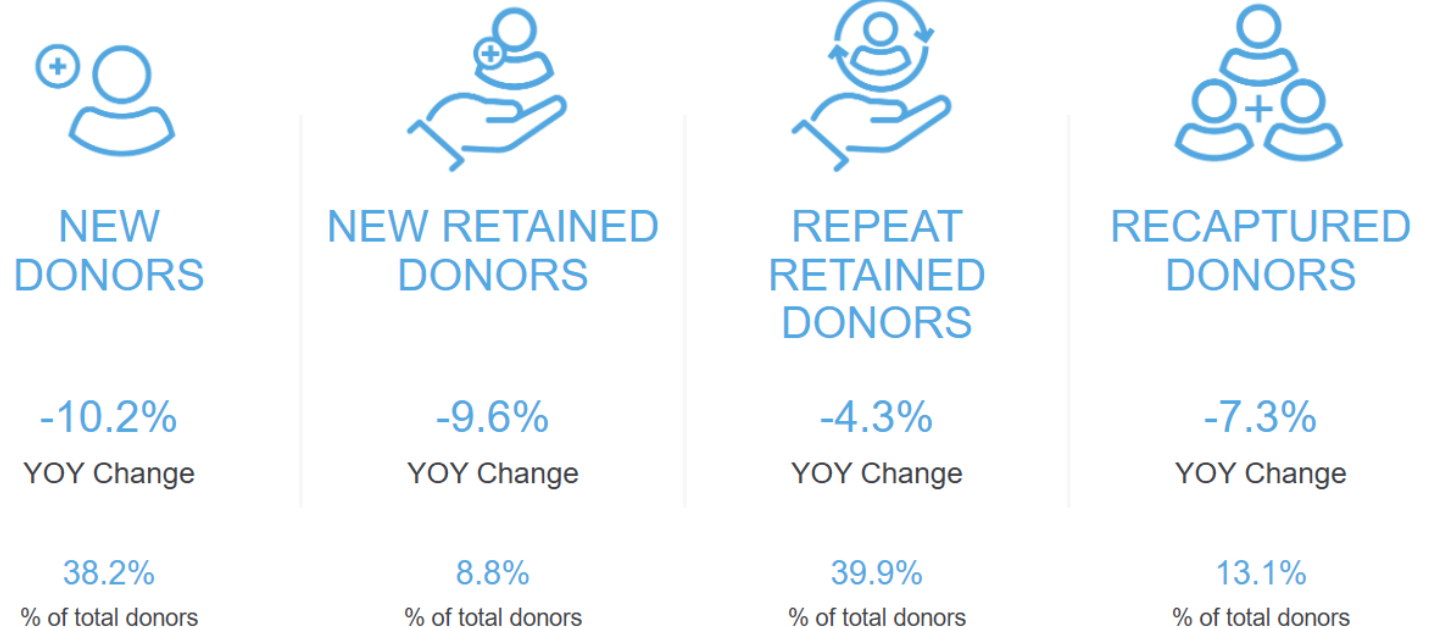 NEW
DONORS
-10.2%
YOY Change
38.2%
% of total donors
NEW RETAINED
DONORS
-9.6%
YOY Change
8.8%
% of total donors
REPEAT
RETAINED
DONORS
-4.3%
YOY Change
39.9%
% of total donors
RECAPTURED
DONORS
-7.3%
YOY Change
13.1%
% of total donors